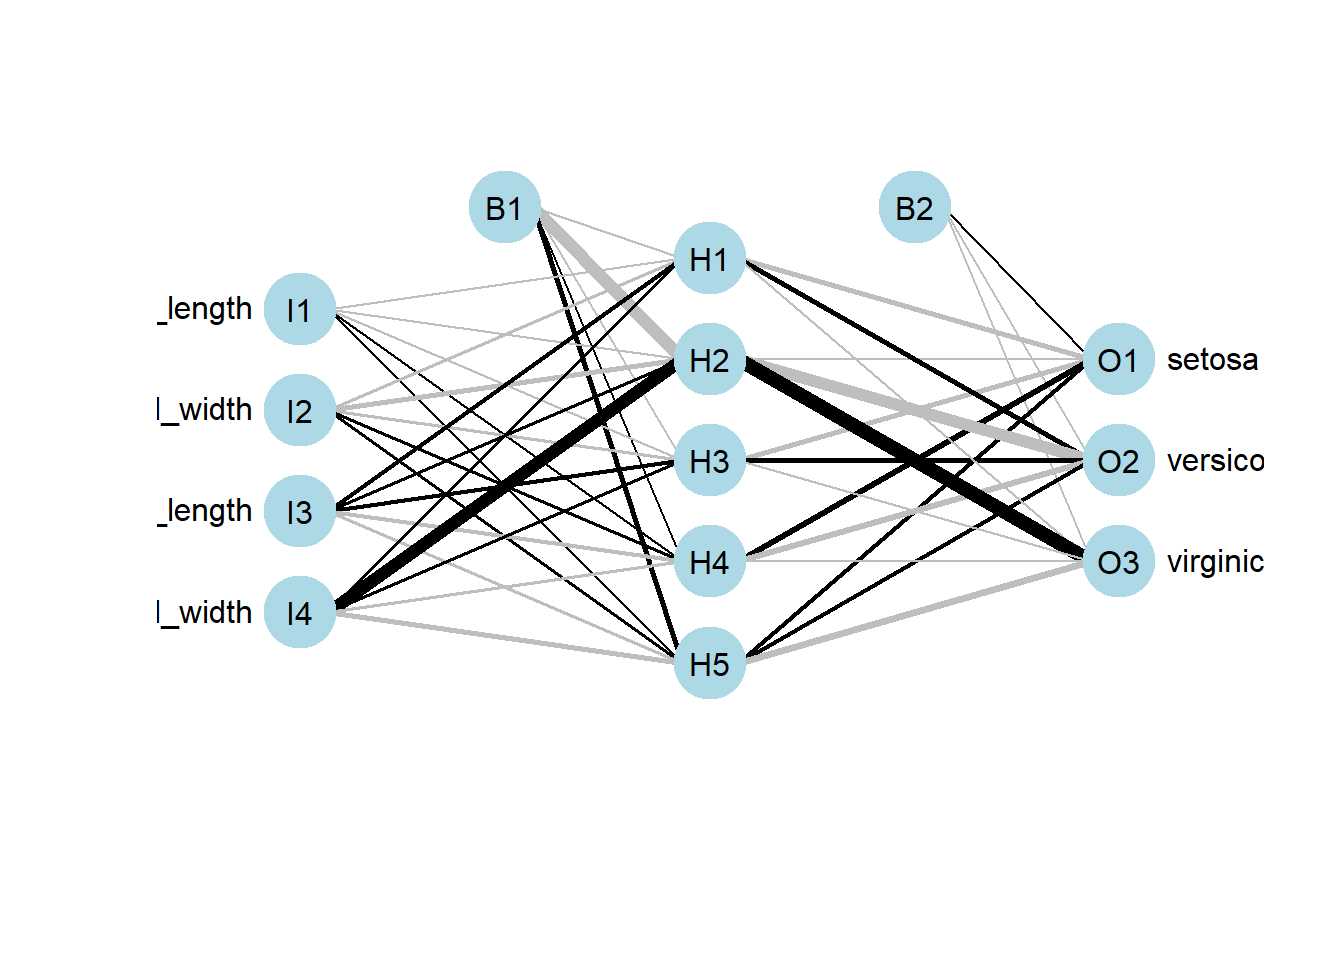 B1
B2
H1
_length I1
H2
O1 setosa
l_width I2
H3
O2 versico
_length I3
H4
O3 virginic
l_width I4
H5